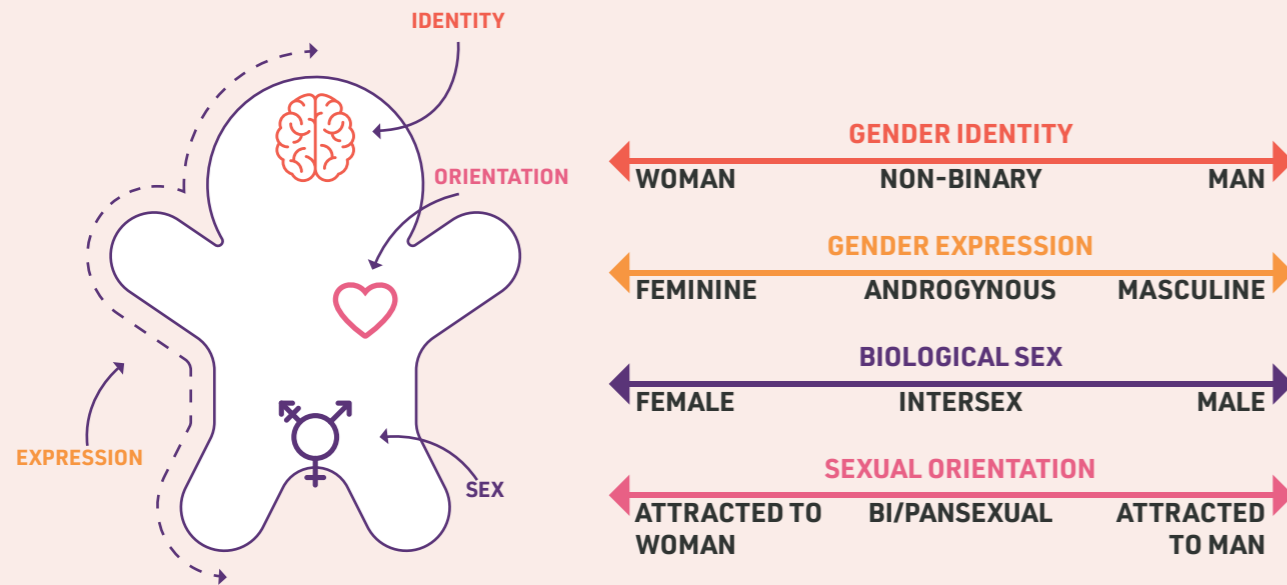 IDENTITY
ORIENTATION
EXPRESSION
SEX
GENDER IDENTITY
WOMAN NON-BINARY MAN
GENDER EXPRESSION
FEMININE ANDROGYNOUS MASCULINE
BIOLOGICAL SEX
FEMALE INTERSEX MALE
SEXUAL ORIENTATION
ATTRACTED TO BI/PANSEXUAL ATTRACTED
WOMAN TO MAN